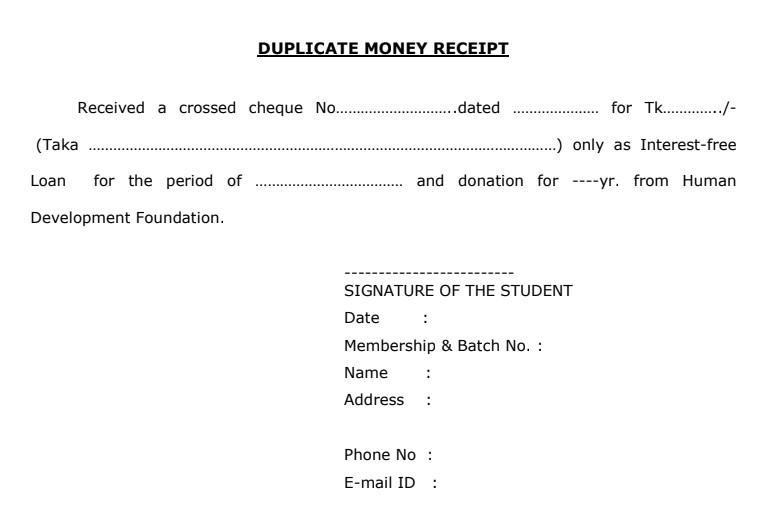 DUPLICATE MONEY RECEIPT
Received a crossed cheque No………………………..dated ………………… for Tk…………../-
(Taka ……………………………………………………………………………………………………) only as Interest-free
Loan for the period of ……………………………… and donation for ----yr. from Human
Development Foundation.
-------------------------
SIGNATURE OF THE STUDENT
Date :
Membership & Batch No. :
Name :
Address :
Phone No :
E-mail ID :